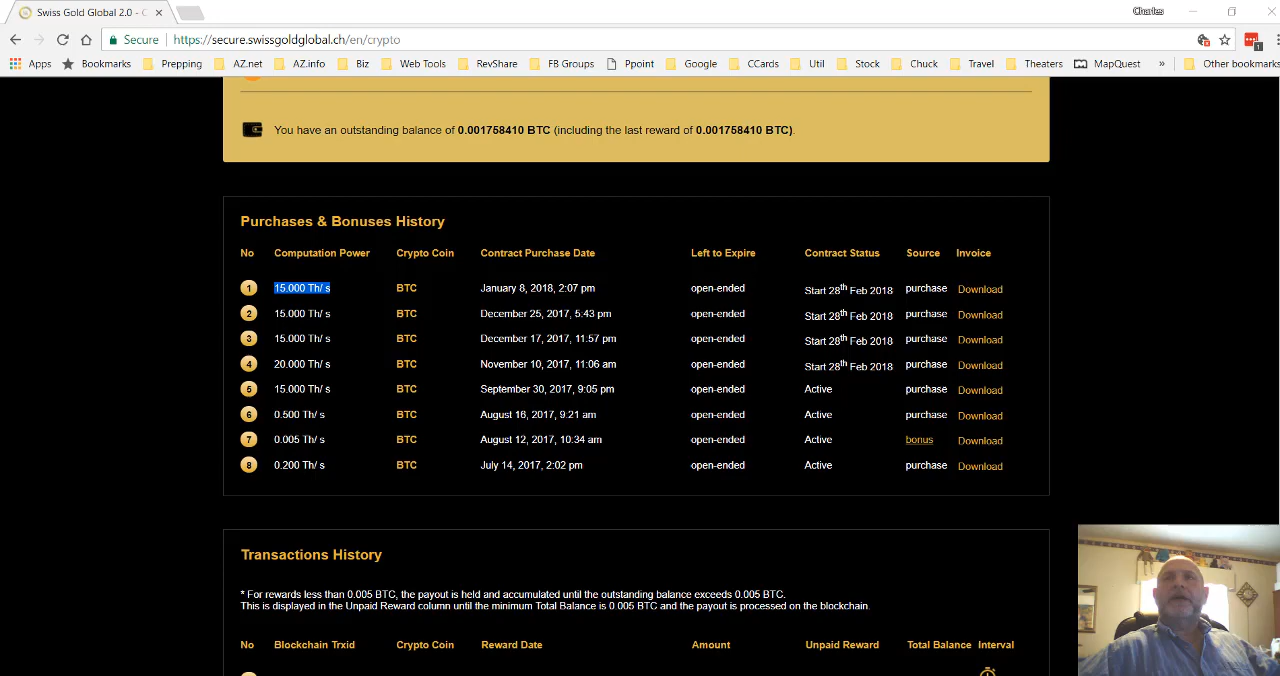 Swiss Gold Global 2.0 - C
Charles
Secure https://secure.swissgoldglobal.ch/en/crypto
Apps Bookmarks Prepping AZ.net AZ.info Biz Web Tools RevShare FB Groups Ppoint Google CCards Util Stock Chuck Travel Theaters MapQuest » Other bookmarks
You have an outstanding balance of 0.001758410 BTC (including the last reward of 0.001758410 BTC).
Purchases & Bonuses History
No Computation Power Crypto Coin Contract Purchase Date Left to Expire Contract Status Source Invoice
1 15.000 Th/ s BTC January 8, 2018, 2:07 pm open-ended Start 28th Feb 2018 purchase Download
2 15.000 Th/ s BTC December 25, 2017, 5:43 pm open-ended Start 28th Feb 2018 purchase Download
3 15.000 Th/ s BTC December 17, 2017, 11:57 pm open-ended Start 28th Feb 2018 purchase Download
4 20.000 Th/ s BTC November 10, 2017, 11:06 am open-ended Start 28th Feb 2018 purchase Download
5 15.000 Th/ s BTC September 30, 2017, 9:05 pm open-ended Active purchase Download
6 0.500 Th/ s BTC August 16, 2017, 9:21 am open-ended Active purchase Download
7 0.005 Th/ s BTC August 12, 2017, 10:34 am open-ended Active bonus Download
8 0.200 Th/ s BTC July 14, 2017, 2:02 pm open-ended Active purchase Download
Transactions History
* For rewards less than 0.005 BTC, the payout is held and accumulated until the outstanding balance exceeds 0.005 BTC.
This is displayed in the Unpaid Reward column until the minimum Total Balance is 0.005 BTC and the payout is processed on the blockchain.
No Blockchain Trxid Crypto Coin Reward Date Amount Unpaid Reward Total Balance Interval